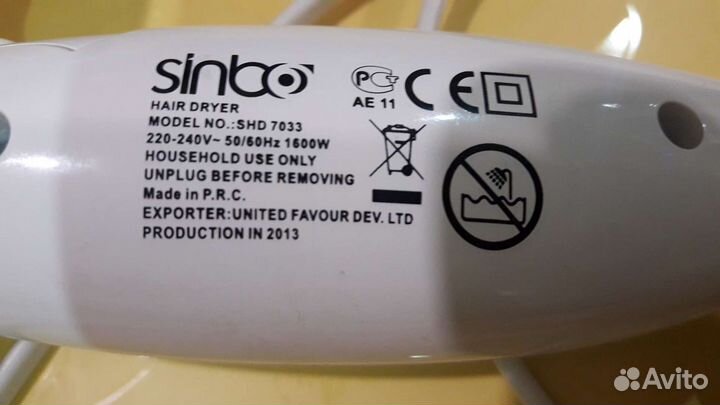 sinbo
HAIR DRYER
MODEL NO.:SHD 7033
220-240V~ 50/60Hz 1600W
HOUSEHOLD USE ONLY
UNPLUG BEFORE REMOVING
Made in P.R.C.
EXPORTER:UNITED FAVOUR DEV. LTD
PRODUCTION IN 2013
РСТ
AE 11
CE
Avito